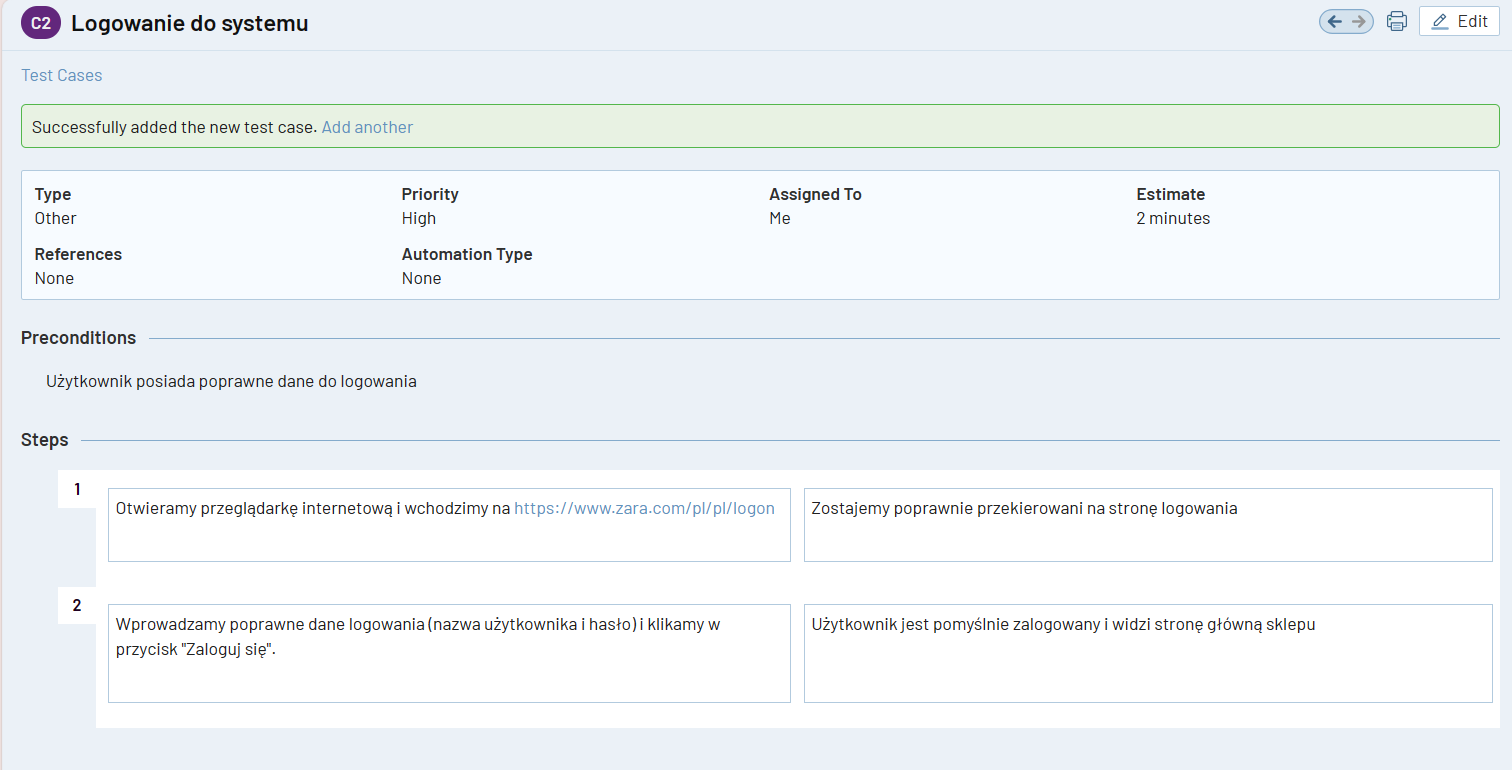 C2 Logowanie do systemu
Edit
Test Cases
Successfully added the new test case. Add another
Type Priority Assigned To Estimate
Other High Me 2 minutes
References Automation Type
None None
Preconditions
Użytkownik posiada poprawne dane do logowania
Steps
1
Otwieramy przeglądarkę internetową i wchodzimy na https://www.zara.com/pl/pl/logon
Zostajemy poprawnie przekierowani na stronę logowania
2
Wprowadzamy poprawne dane logowania (nazwa użytkownika i hasło) i klikamy w
przycisk "Zaloguj się".
Użytkownik jest pomyślnie zalogowany i widzi stronę główną sklepu